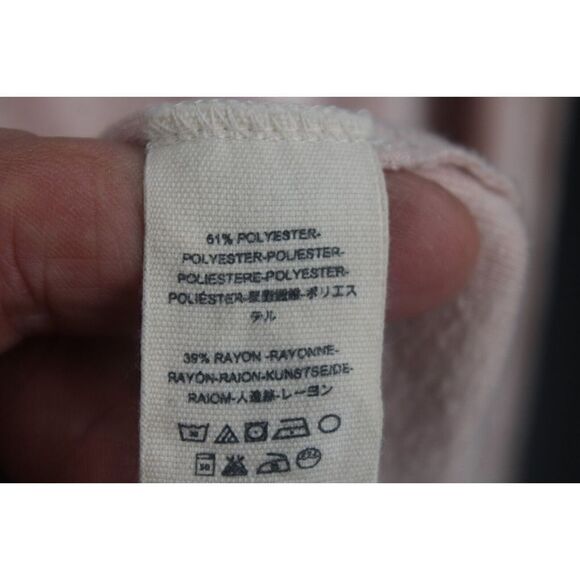 61% POLYESTER-
POLYESTER-POLIESTER-
POLIESTERE-POLYESTER-
POLIÉSTER-聚酯纖維-ポリエス
テル
39% RAYON -RAYONNE-
RAYÓN-RAION-KUNSTSEIDE-
RAIOM-人造絲-レーヨン